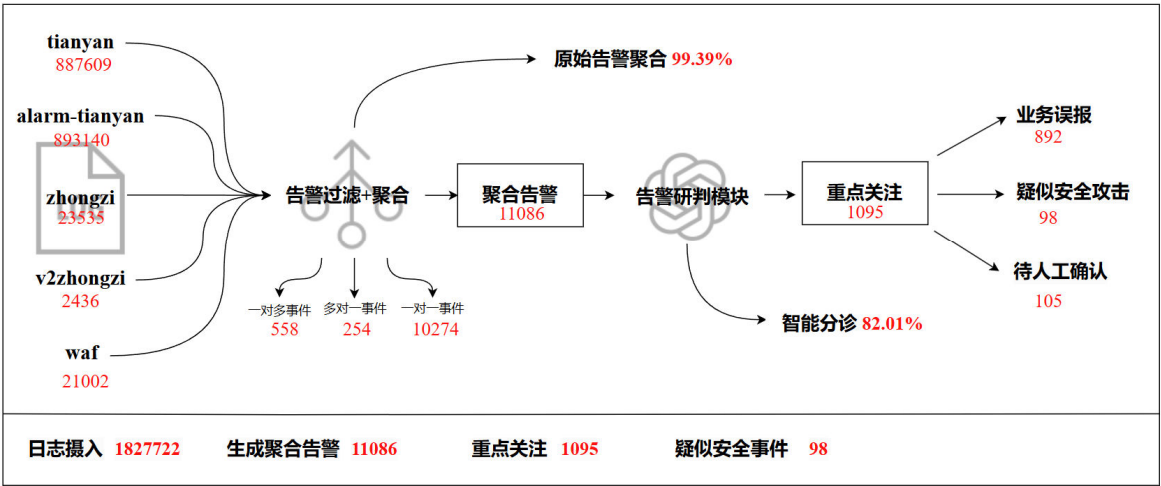 tianyan
887609
alarm-tianyan
893140
zhongzi
23535
v2zhongzi
2436
waf
21002
告警过滤+聚合
原始告警聚合 99.39%
一对多事件
558
多对一事件
254
一对一事件
10274
聚合告警
11086
告警研判模块
智能分诊 82.01%
重点关注
1095
业务误报
892
疑似安全攻击
98
待人工确认
105
日志摄入 1827722 生成聚合告警 11086 重点关注 1095 疑似安全事件 98